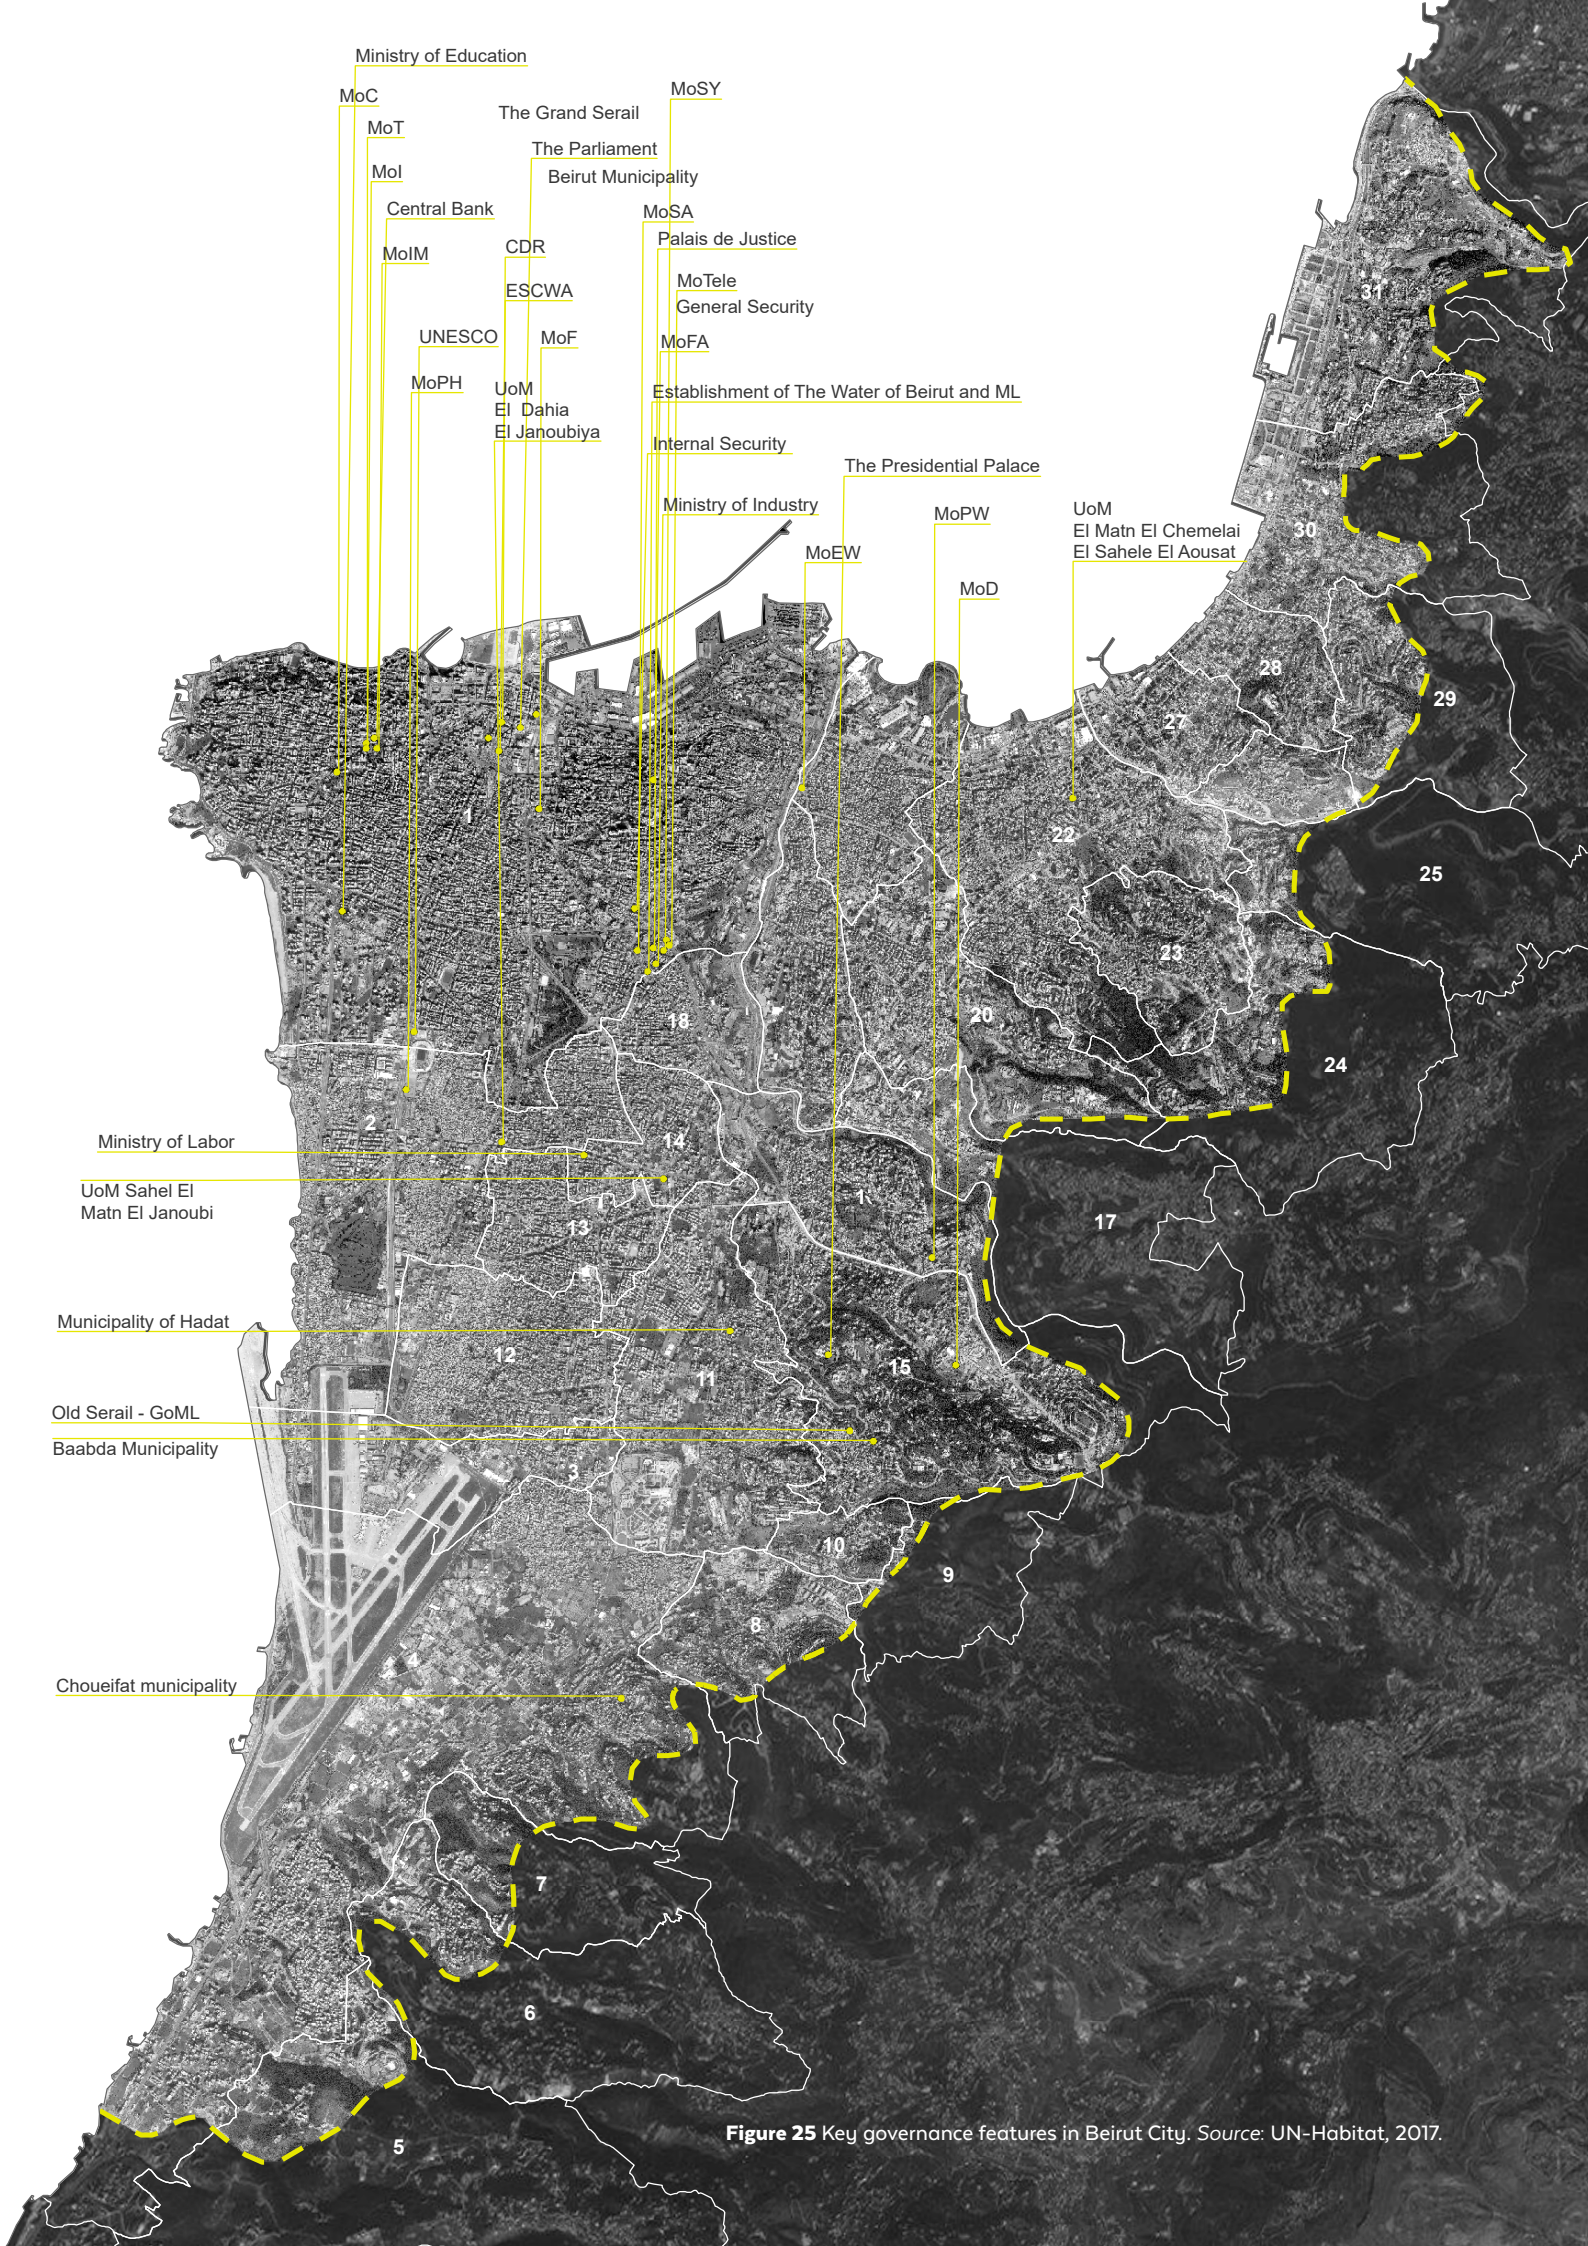 Ministry of Education
MoC
MoSY
The Grand Serail
MoT
The Parliament
MoI
Beirut Municipality
Central Bank
MoSA
Palais de Justice
CDR
MoIM
MoTele
ESCWA
General Security
UNESCO
MoF
MoFA
MoPH
UoM
El Dahia
El Janoubiya
Establishment of The Water of Beirut and ML
Internal Security
The Presidential Palace
Ministry of Industry
MoPW
UoM
El Matn El Chemelai
El Sahele El Aousat
MoEW
MoD
31
30
29
28
27
25
1
22
23
24
20
18
2
14
Ministry of Labor
UoM Sahel El
Matn El Janoubi
13
17
Municipality of Hadat
12
11
15
Old Serail - GoML
Baabda Municipality
3
10
9
8
4
Choueifat municipality
7
6
5
Figure 25 Key governance features in Beirut City. Source: UN-Habitat, 2017.